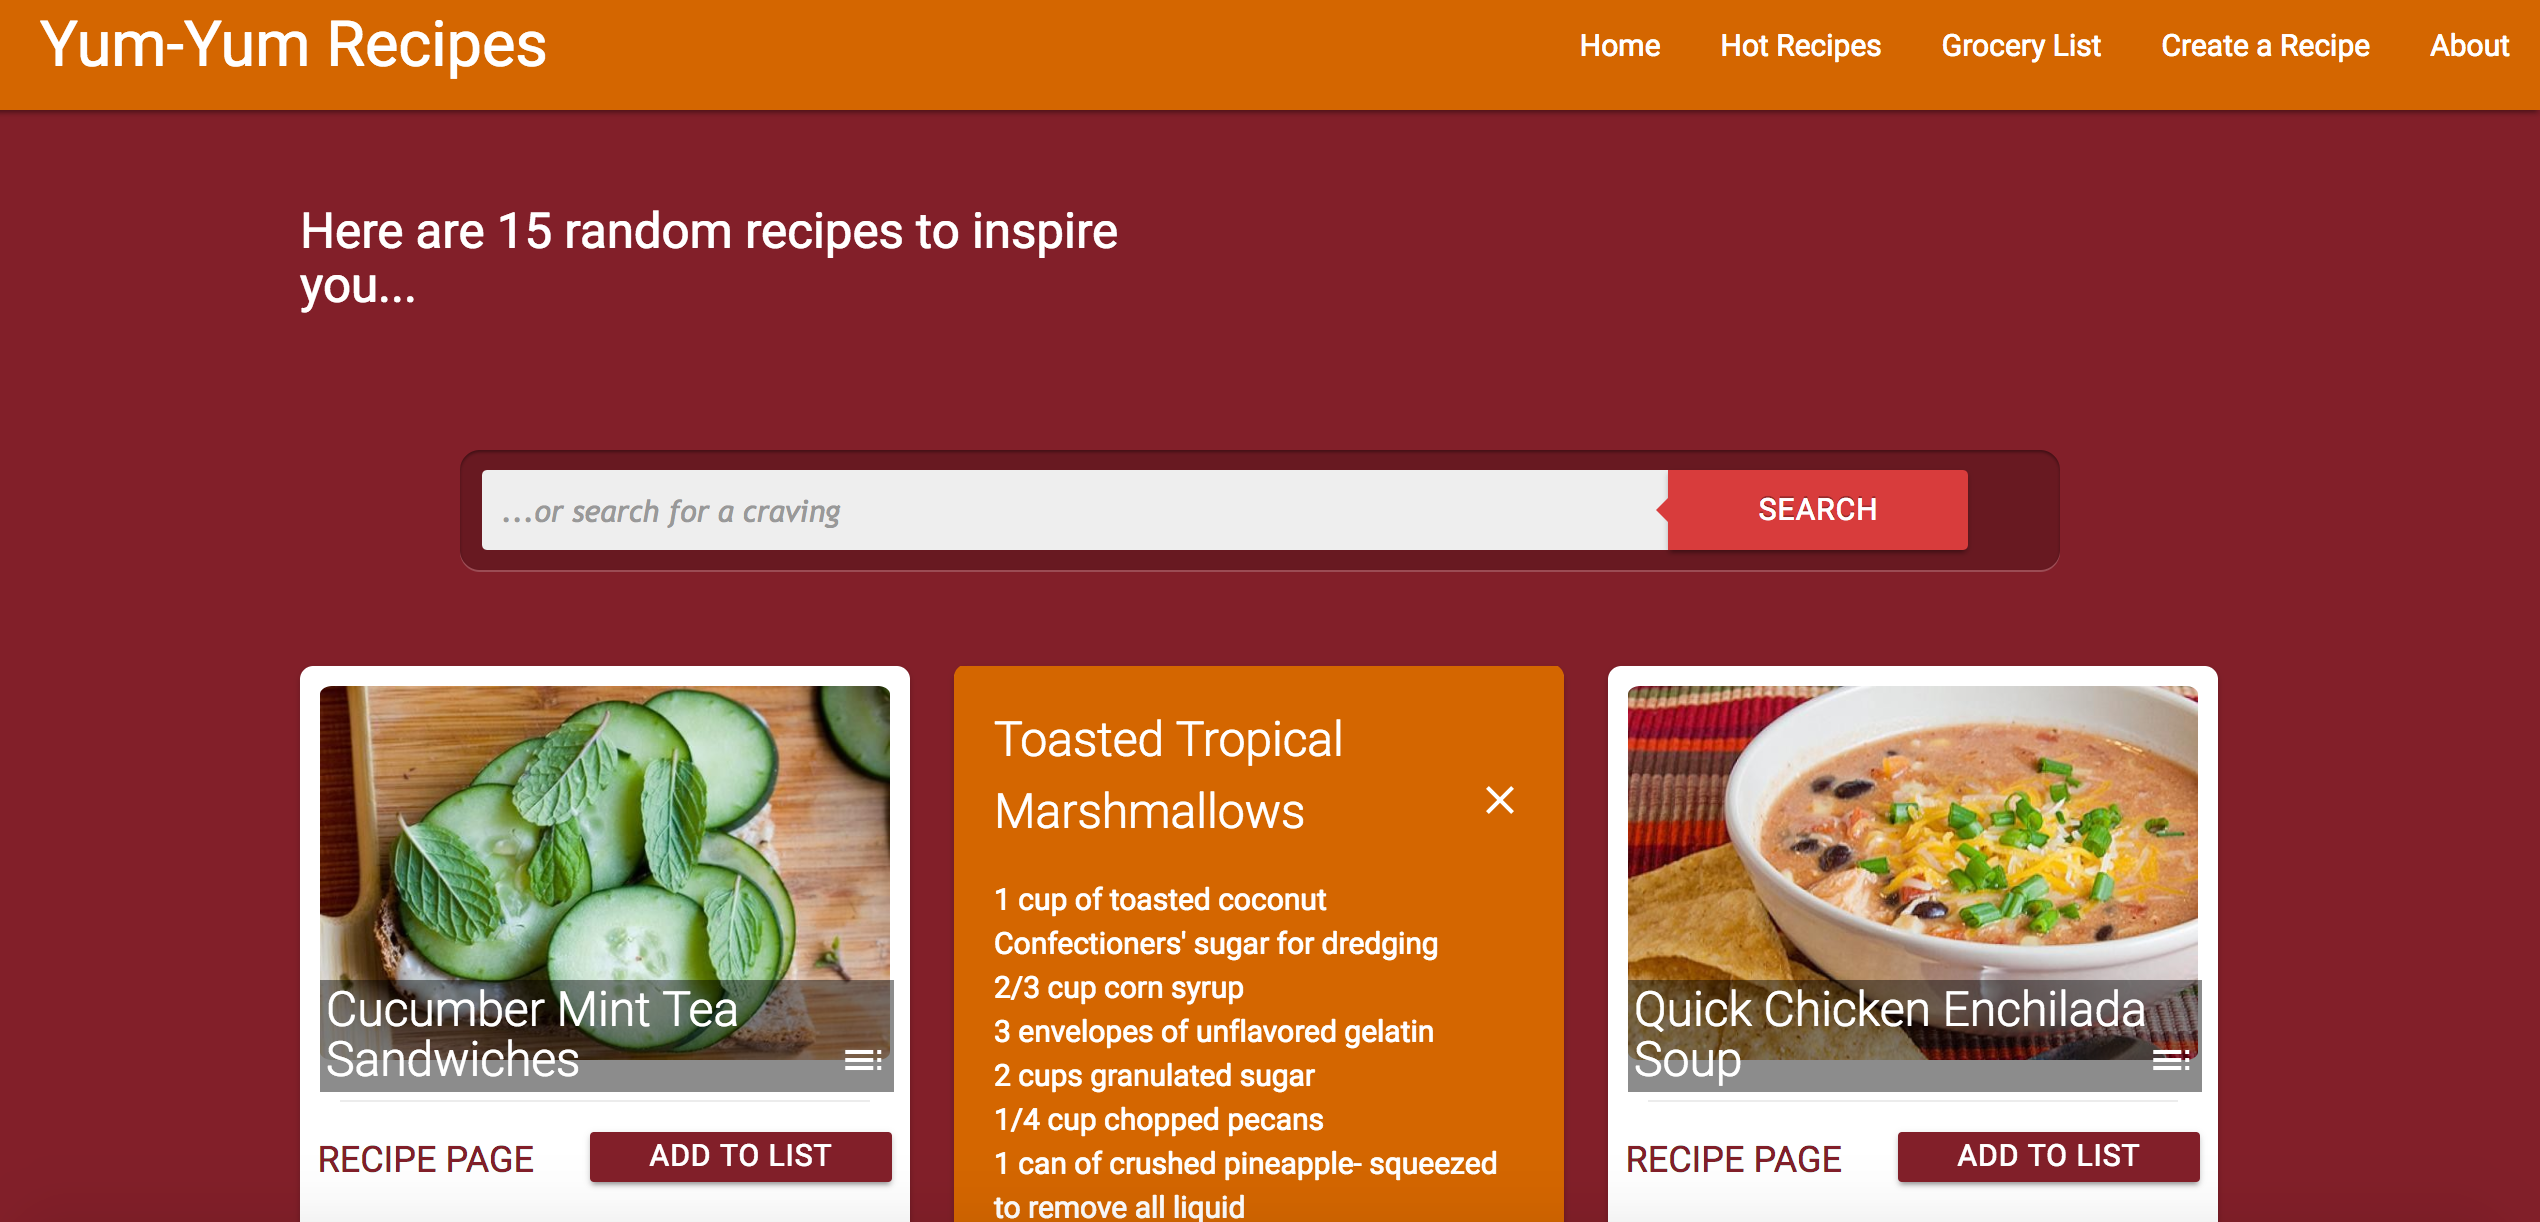 Yum-Yum Recipes
Home Hot Recipes Grocery List Create a Recipe About
Here are 15 random recipes to inspire
you...
...or search for a craving
SEARCH
Cucumber Mint Tea
Sandwiches
RECIPE PAGE
ADD TO LIST
Toasted Tropical
Marshmallows
1 cup of toasted coconut
Confectioners' sugar for dredging
2/3 cup corn syrup
3 envelopes of unflavored gelatin
2 cups granulated sugar
1/4 cup chopped pecans
1 can of crushed pineapple- squeezed
to remove all liquid
Quick Chicken Enchilada
Soup
RECIPE PAGE
ADD TO LIST